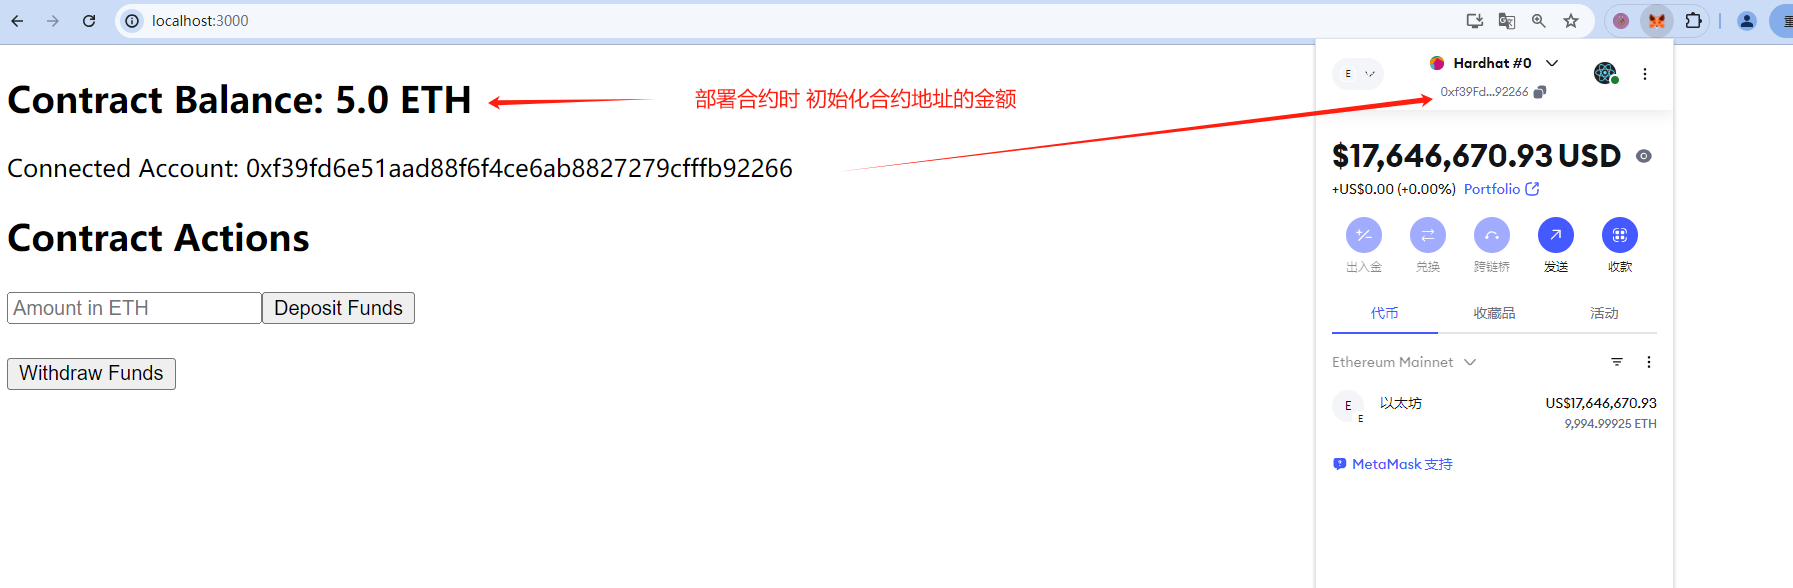 localhost:3000
重
Contract Balance: 5.0 ETH
部署合约时 初始化合约地址的金额
Connected Account: 0xf39fd6e51aad88f6f4ce6ab8827279cfffb92266
Contract Actions
Amount in ETH
Deposit Funds
Withdraw Funds
E
Hardhat #0
0xf39Fd...92266
$17,646,670.93 USD
+US$0.00 (+0.00%) Portfolio
出入金 兑换 跨链桥 发送 收款
代币 收藏品 活动
Ethereum Mainnet
E 以太坊 US$17,646,670.93
E 9,994.99925 ETH
MetaMask 支持